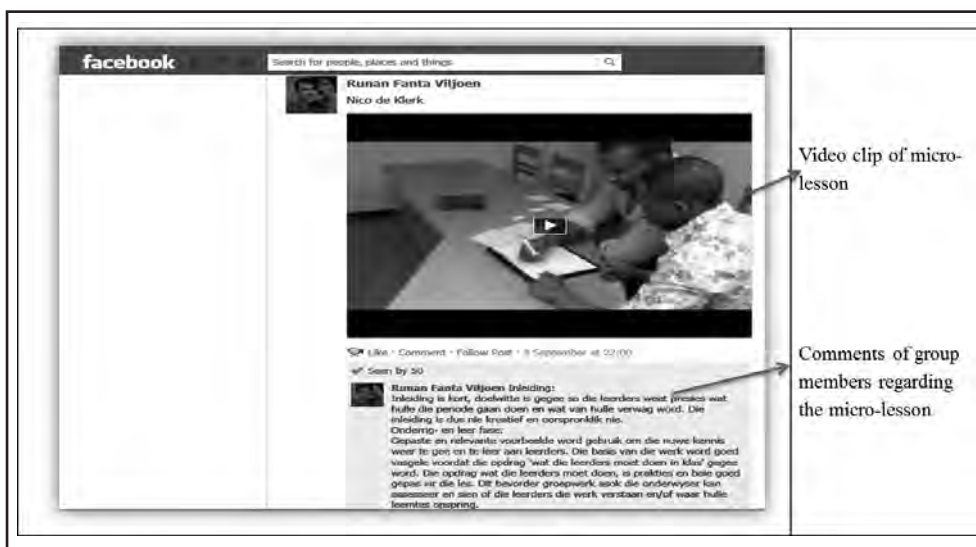 facebook
Search for people, places and things
Runan Fanta Viljoen
Nico de Klerk
Like · Comment · Follow Post · 9 September at 22:00
Seen by 50
Runan Fanta Viljoen Inleiding:
Inleiding is kort, doelwitte is gegee so die leerders weet presies wat
hulle die periode gaan doen en wat van hulle verwag word. Die
inleiding is dus nie kreatief en oorspronklik nie.
Onderrig- en leer fase:
Gepaste en relevante voorbeelde word gebruik om die nuwe kennis
weer te gee en te leer aan leerders. Die basis van die werk word goed
vasgele voordat die opdrag 'wat die leerders moet doen in klas' gegee
word. Die opdrag wat die leerders moet doen, is prakties en baie goed
gepas vir die les. Dit bevorder groepwerk asok die onderwyser kan
assesseer en sien of die leerders die werk verstaan en/of waar hulle
leemtes opspring.
Video clip of micro-
lesson
Comments of group
members regarding
the micro-lesson